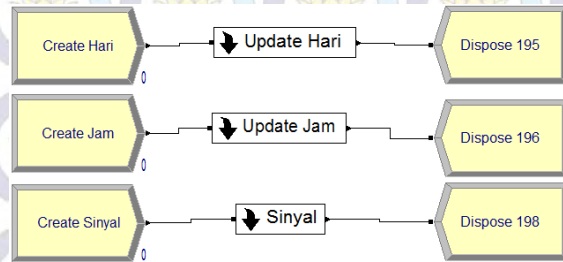 Create Hari
Update Hari
Dispose 195
0
Create Jam
Update Jam
Dispose 196
0
Create Sinyal
Sinyal
Dispose 198
0